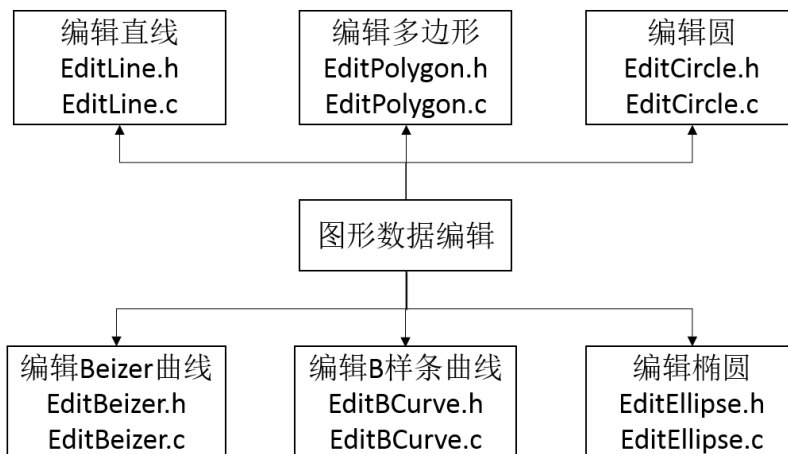 编辑直线
EditLine.h
EditLine.c
编辑多边形
EditPolygon.h
EditPolygon.c
编辑圆
EditCircle.h
EditCircle.c
图形数据编辑
编辑Beizer曲线
EditBeizer.h
EditBeizer.c
编辑B样条曲线
EditBCurve.h
EditBCurve.c
编辑椭圆
EditEllipse.h
EditEllipse.c